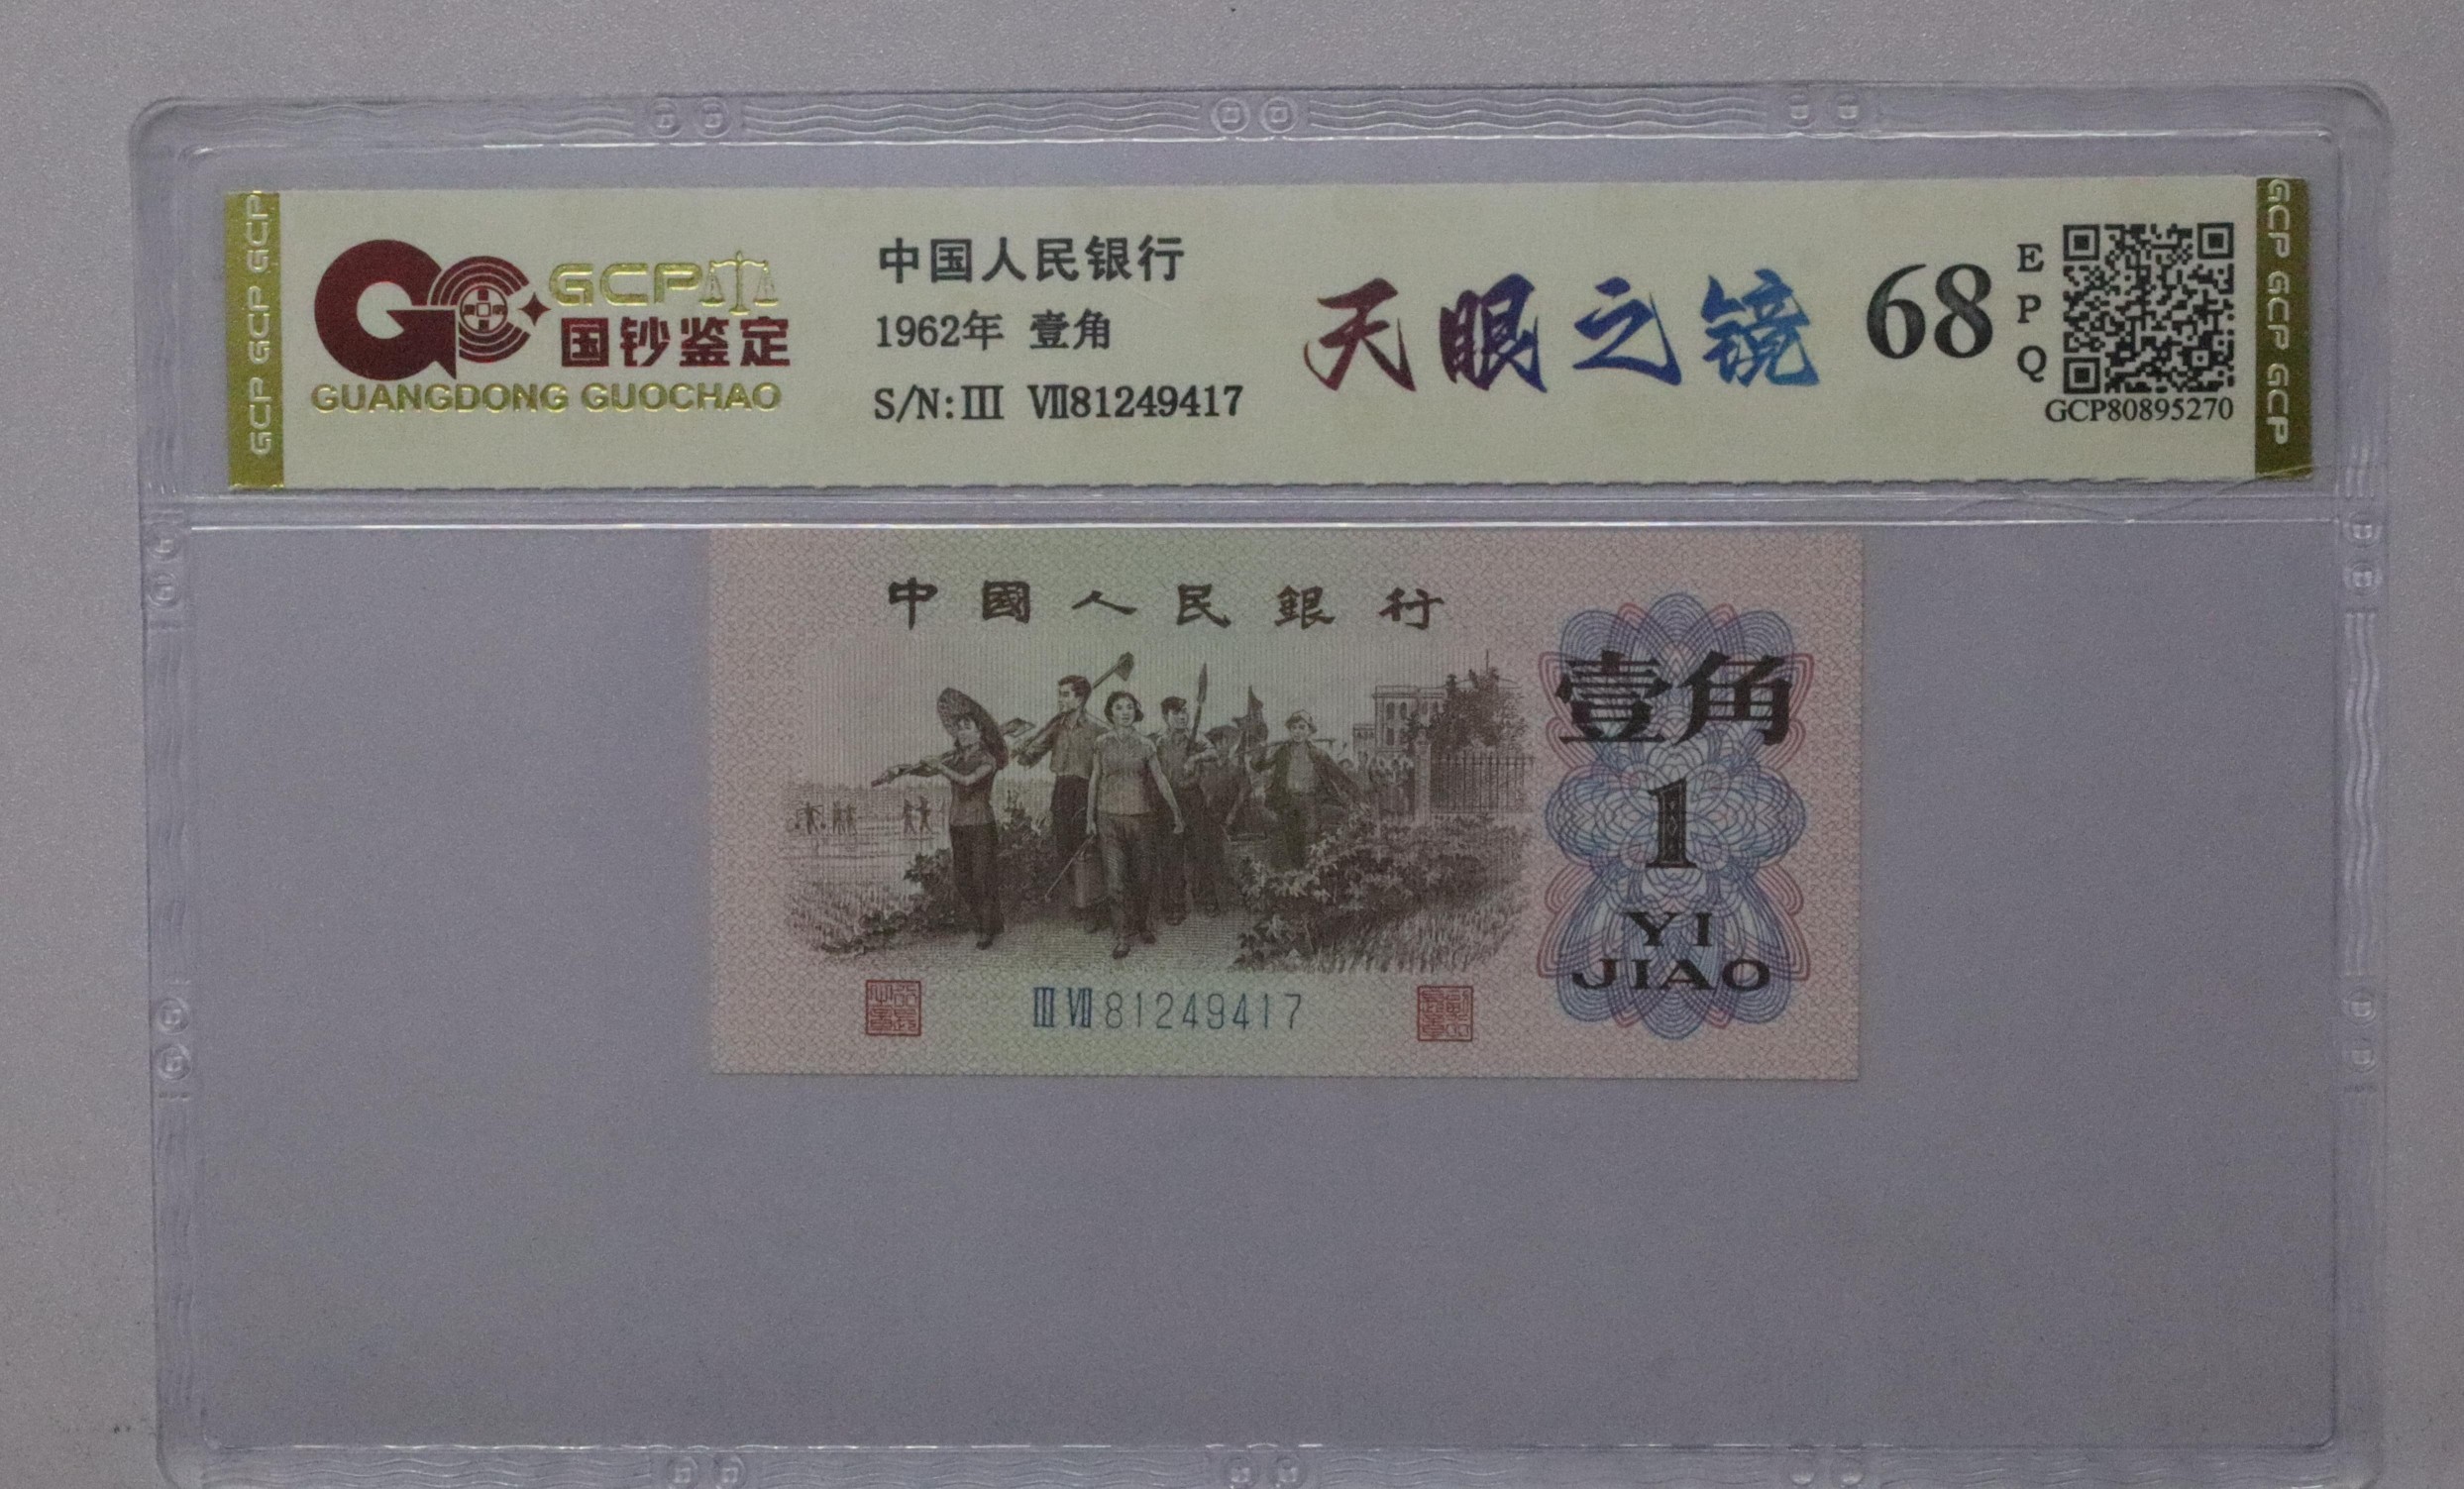 GCP GCP GCP
GCP
国钞鉴定
GUANGDONG GUOCHAO
中国人民银行
1962年 壹角
S/N:III VII81249417
天眼之镜
68
EPQ
GCP80895270
GCP GCP GCP
中國人民銀行
壹角
1
YI
JIAO
III VII 81249417